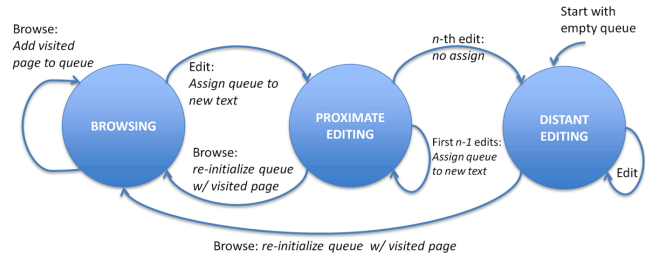 Browse:
Add visited
page to queue
BROWSING
Edit:
Assign queue to
new text
Browse:
re-initialize queue
w/ visited page
PROXIMATE
EDITING
n-th edit:
no assign
First n-1 edits:
Assign queue
to new text
Start with
empty queue
DISTANT
EDITING
Edit
Browse: re-initialize queue w/ visited page